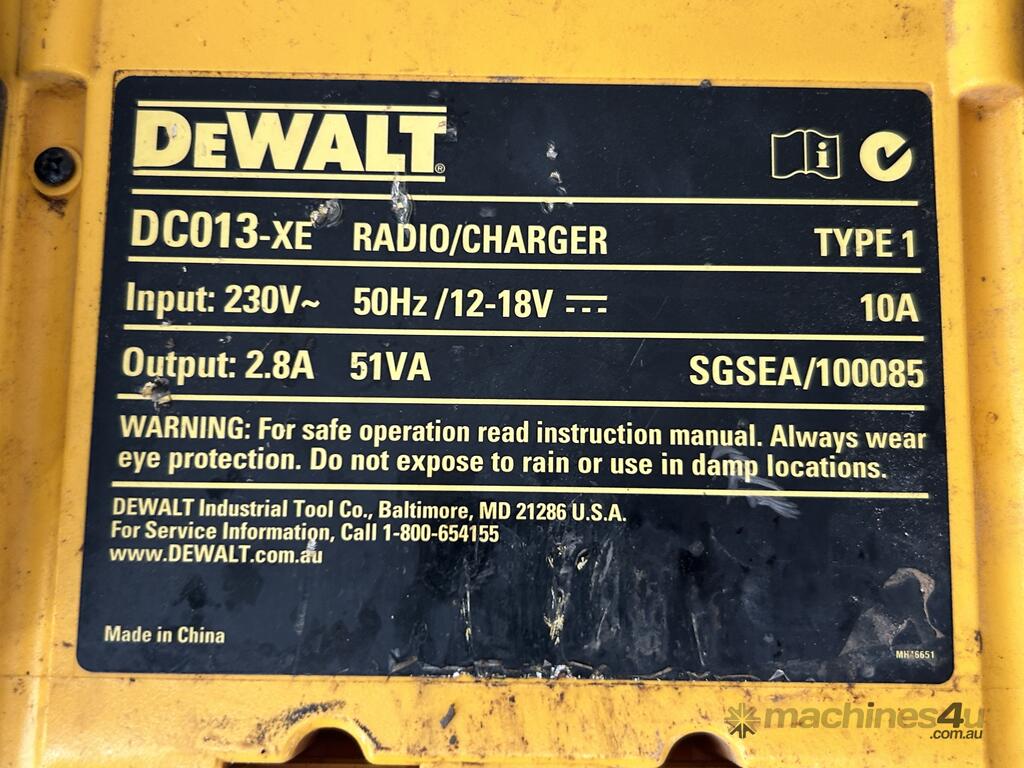 DEWALT®
DC013-XE RADIO/CHARGER TYPE 1
Input: 230V~ 50Hz /12-18V ⎓ 10A
Output: 2.8A 51VA SGSEA/100085
WARNING: For safe operation read instruction manual. Always wear
eye protection. Do not expose to rain or use in damp locations.
DEWALT Industrial Tool Co., Baltimore, MD 21286 U.S.A.
For Service Information, Call 1-800-654155
www.DEWALT.com.au
Made in China
machines4u
.com.au